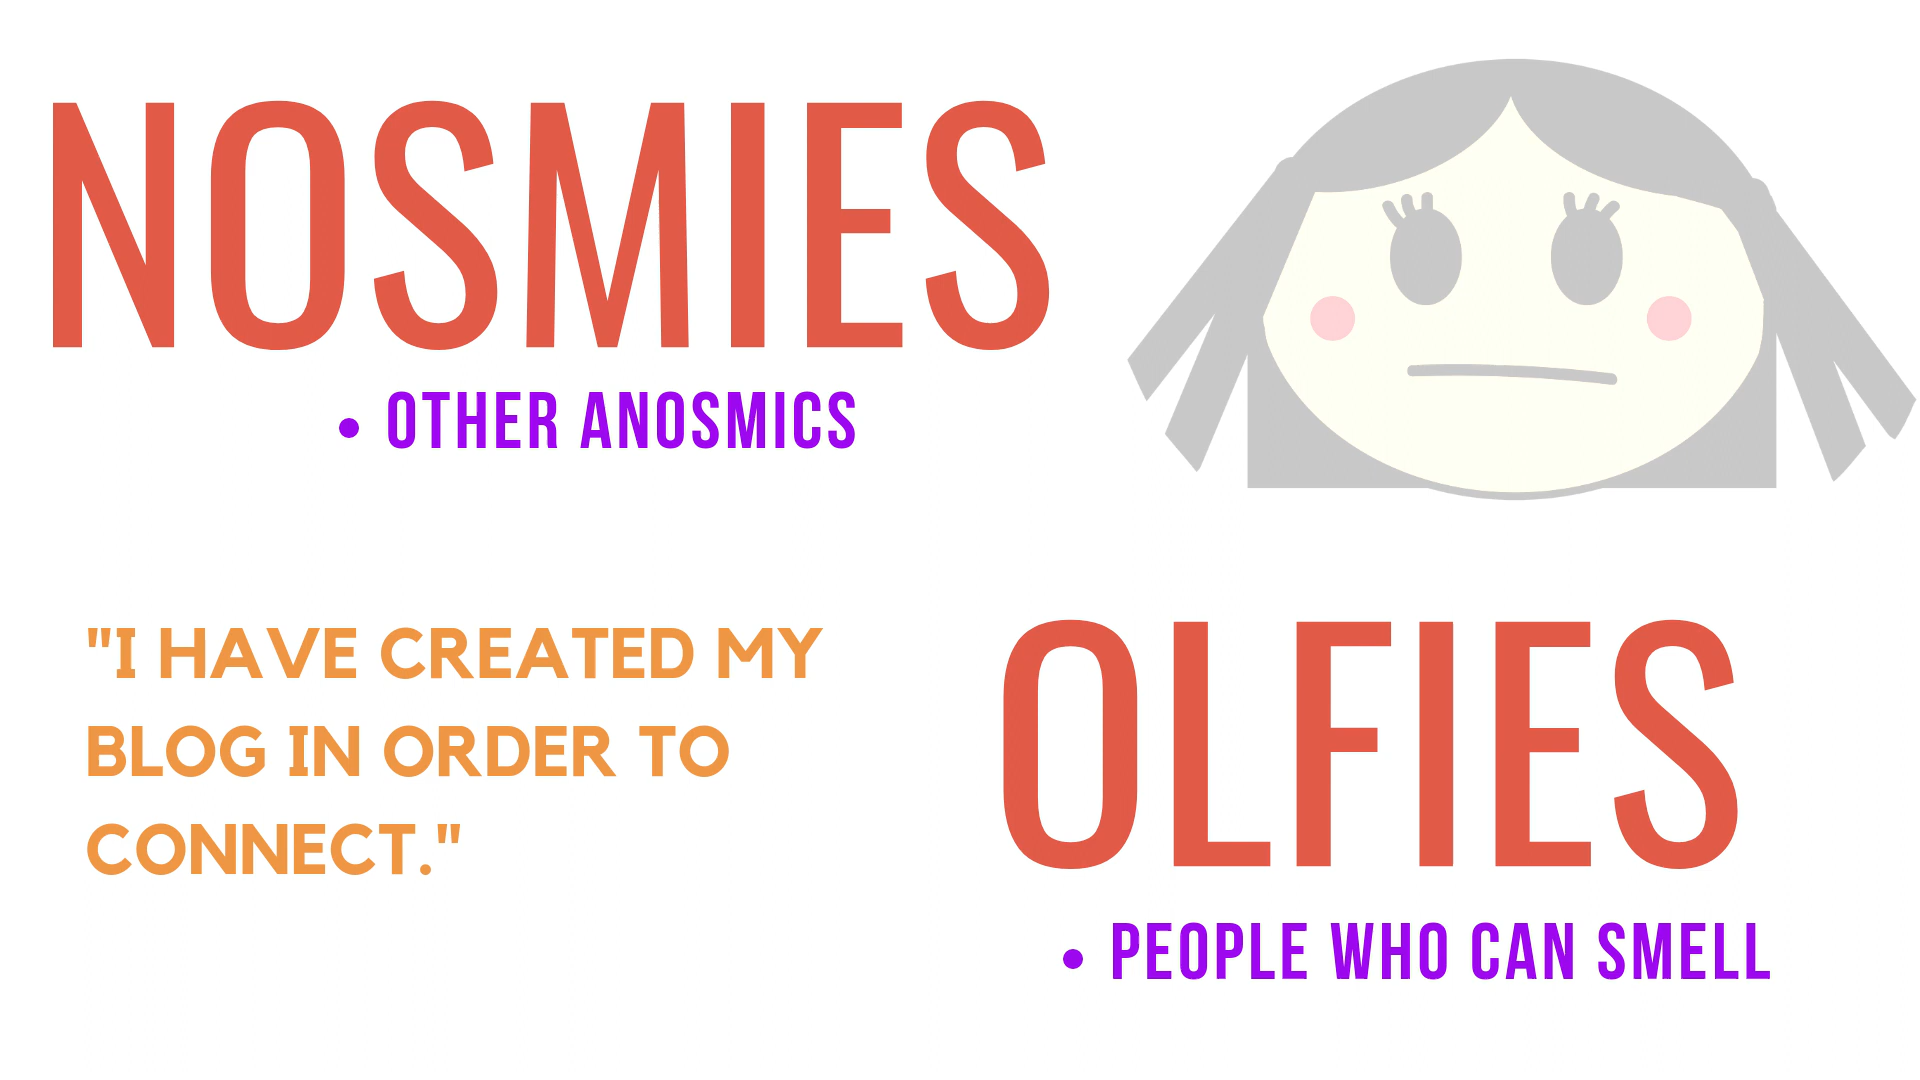 NOSMIES
• OTHER ANOSMICS
"I HAVE CREATED MY
BLOG IN ORDER TO
CONNECT."
OLFIES
• PEOPLE WHO CAN SMELL